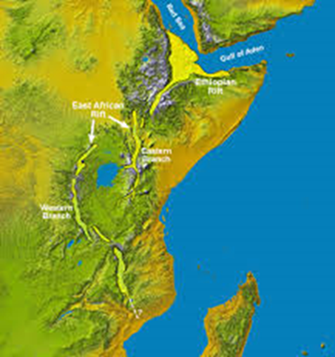 Red Sea
Gulf of Aden
Ethiopian
Rift
East African
Rift
Eastern
Branch
Western
Branch